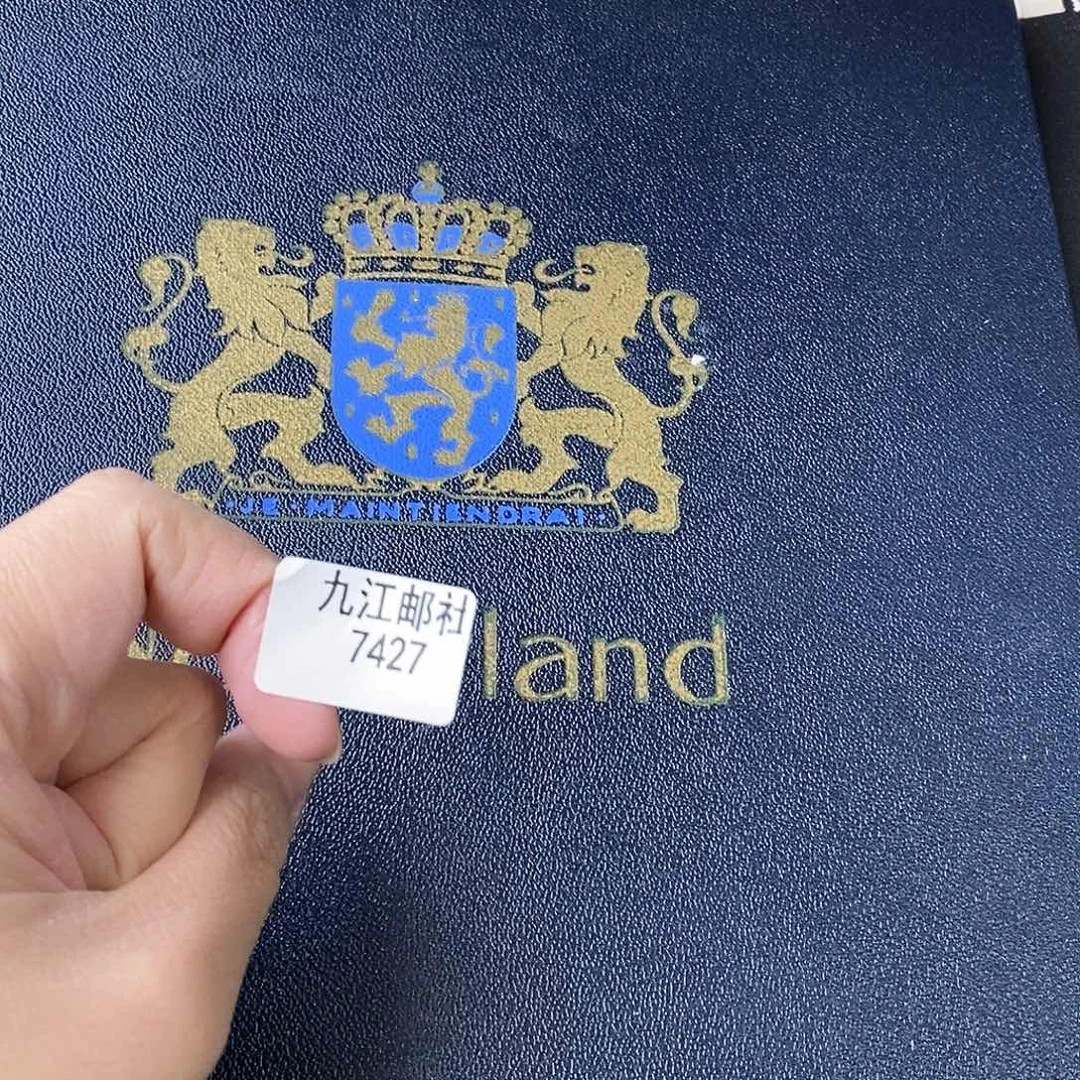 JE·MAINTIENDRAI
九江邮社
7427
land